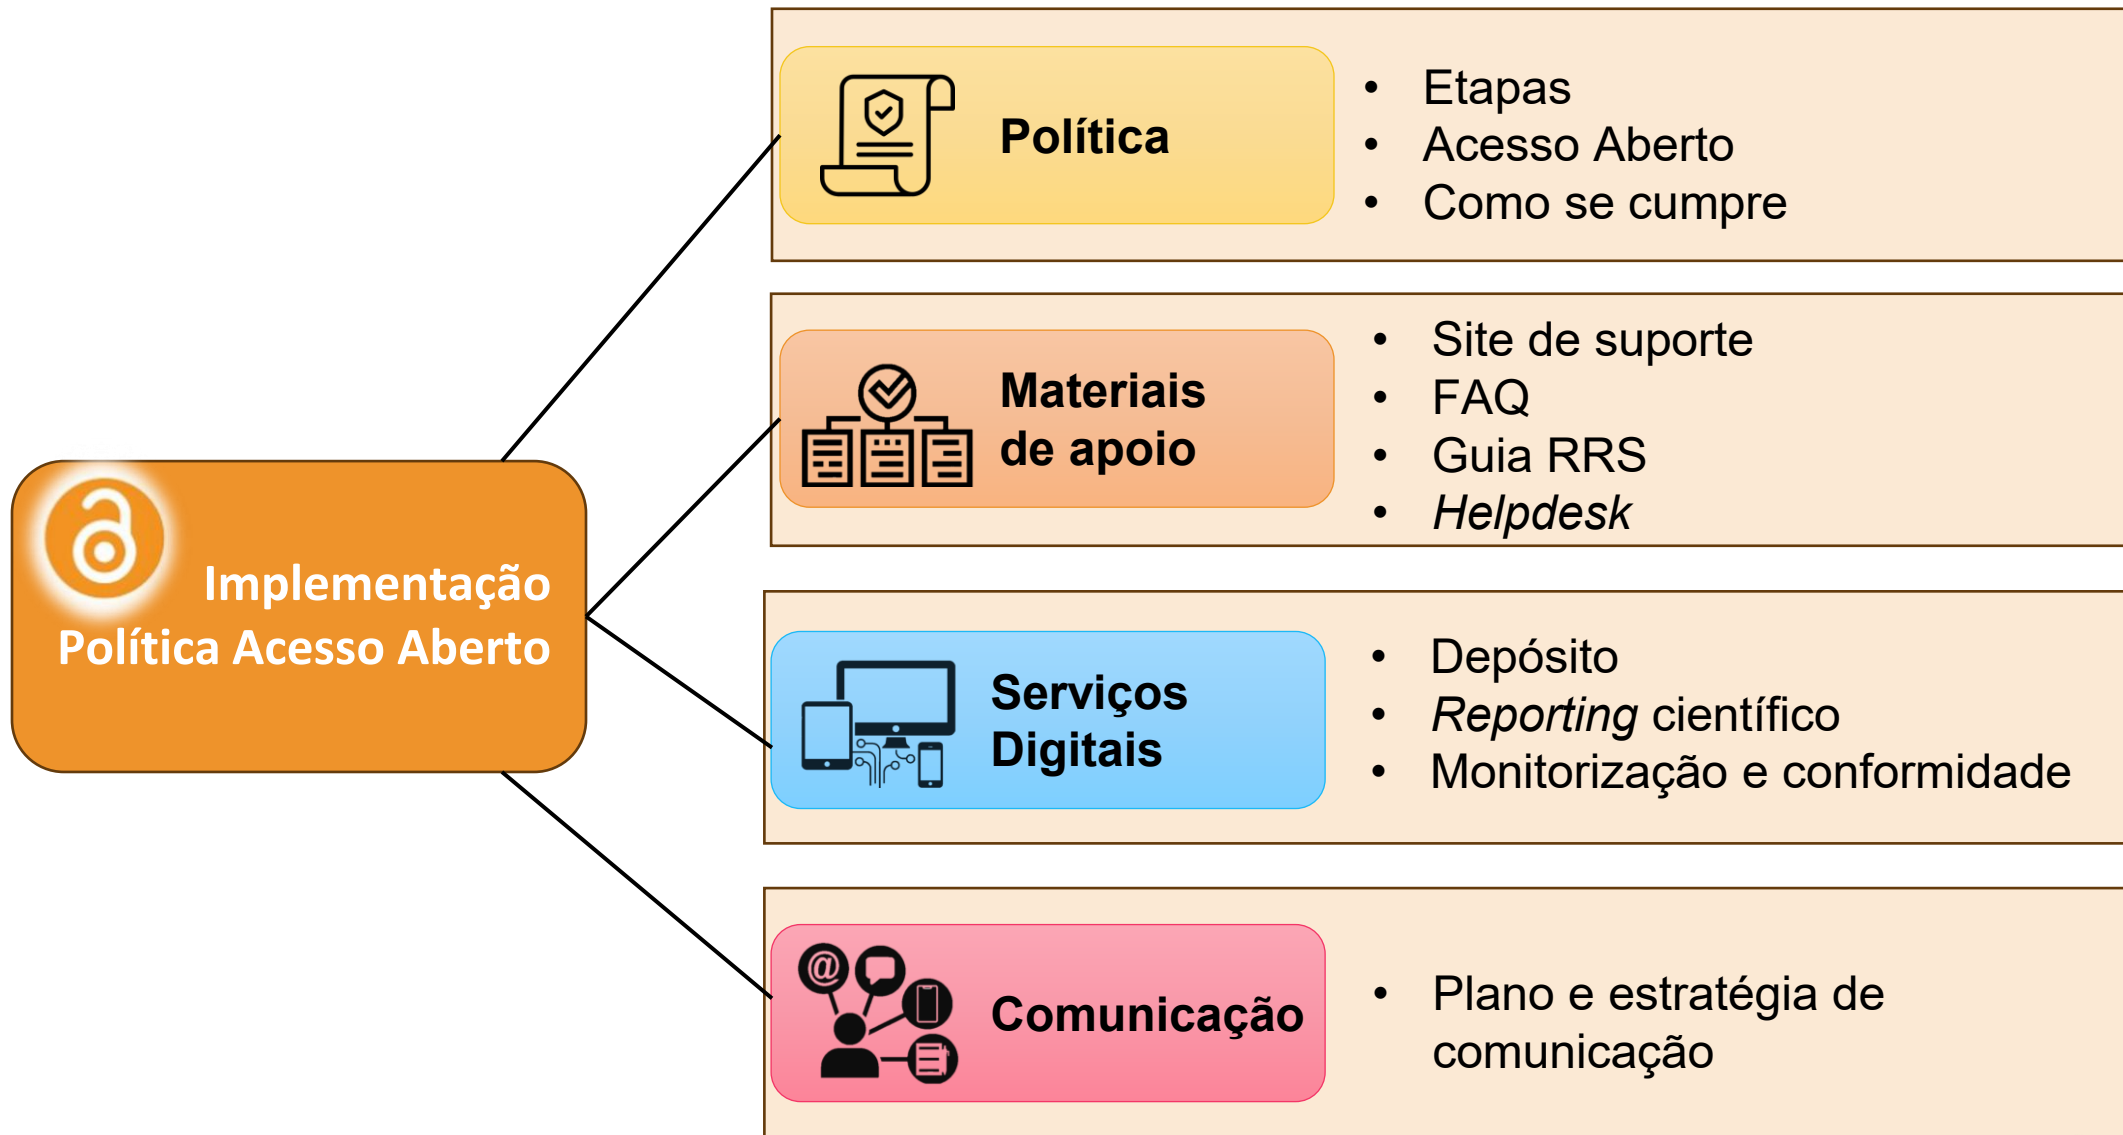 Implementação
Política Acesso Aberto
Política
• Etapas
• Acesso Aberto
• Como se cumpre
Materiais
de apoio
• Site de suporte
• FAQ
• Guia RRS
• Helpdesk
Serviços
Digitais
• Depósito
• Reporting científico
• Monitorização e conformidade
@
Comunicação
• Plano e estratégia de
comunicação